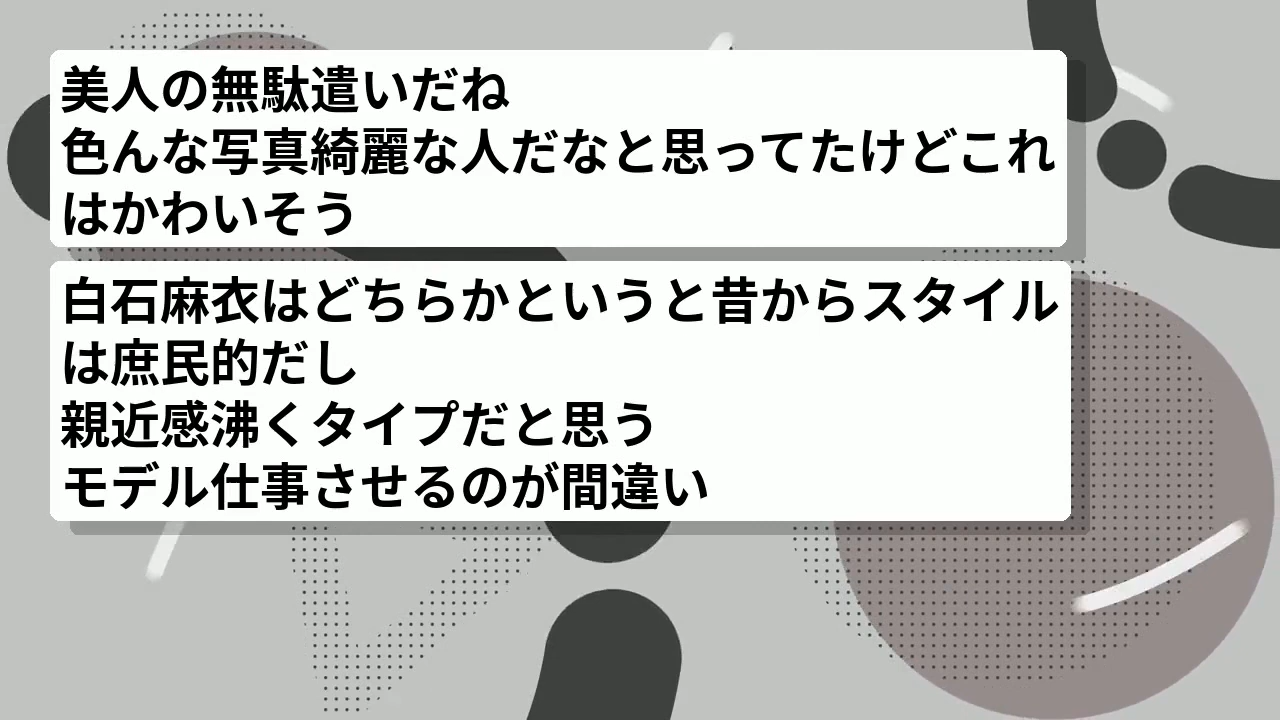 美人の無駄遣いだね
色んな写真綺麗な人だなと思ってたけどこれ
はかわいそう
白石麻衣はどちらかというと昔からスタイル
は庶民的だし
親近感沸くタイプだと思う
モデル仕事させるのが間違い